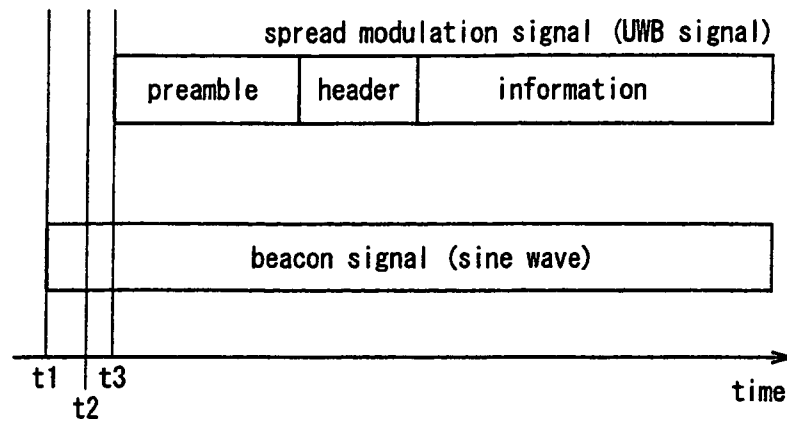 spread modulation signal (UWB signal)
preamble header information
beacon signal (sine wave)
t1 t3
t2
time